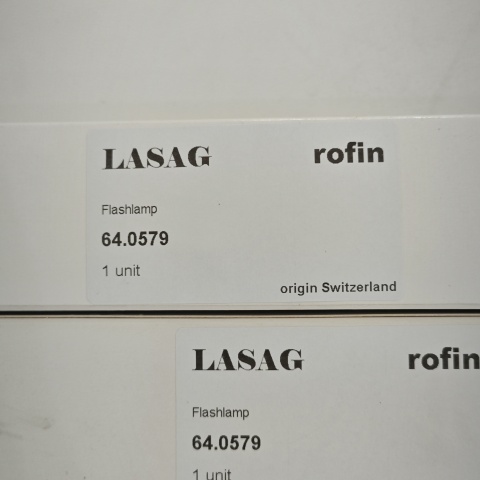 LASAG rofin
Flashlamp
64.0579
1 unit
origin Switzerland
LASAG rofin
Flashlamp
64.0579
1 unit